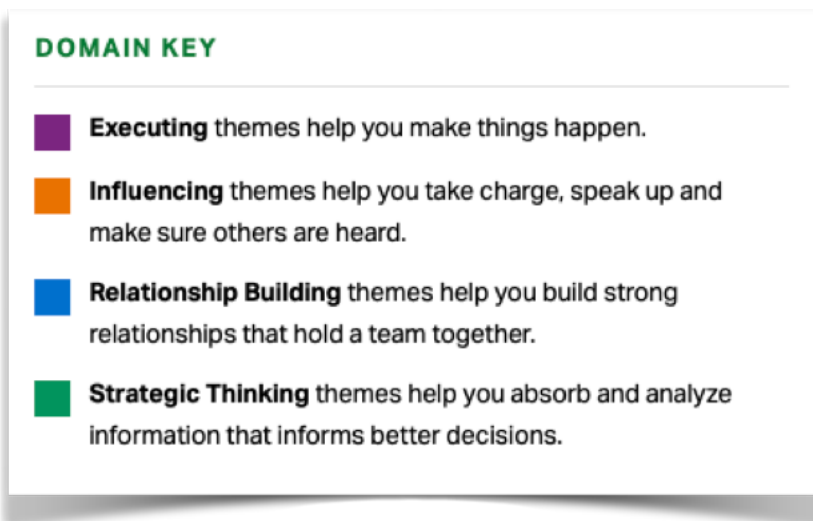 DOMAIN KEY
Executing themes help you make things happen.
Influencing themes help you take charge, speak up and
make sure others are heard.
Relationship Building themes help you build strong
relationships that hold a team together.
Strategic Thinking themes help you absorb and analyze
information that informs better decisions.